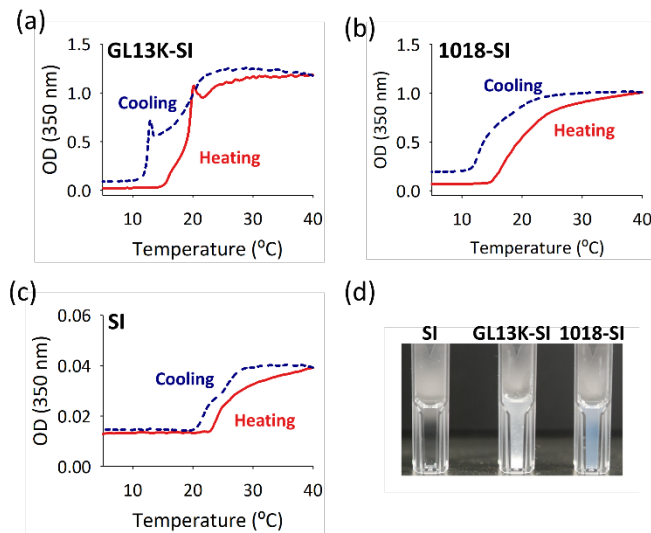 (a)
GL13K-SI
1.5
1.0
0.5
0.0
OD (350 nm)
Cooling
Heating
10
20
30
40
Temperature (°C)
(b)
1018-SI
1.5
1.0
0.5
0.0
OD (350 nm)
Cooling
Heating
10
20
30
40
Temperature (°C)
(c)
SI
0.06
0.04
0.02
0.00
OD (350 nm)
Cooling
Heating
10
20
30
40
Temperature (°C)
(d)
SI GL13K-SI 1018-SI